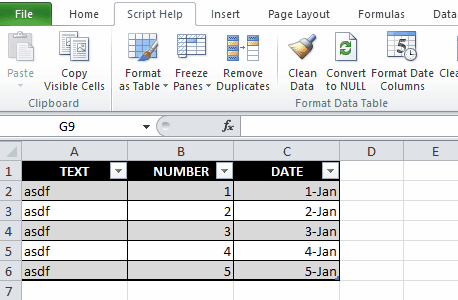 File Home Script Help Insert Page Layout Formulas Data
Paste Copy Visible Cells Format as Table Freeze Panes Remove Duplicates Clean Data Convert to NULL Format Date Columns
Clipboard Format Data Table
G9 fx
A B C D E
1 TEXT NUMBER DATE
2 asdf 1 1-Jan
3 asdf 2 2-Jan
4 asdf 3 3-Jan
5 asdf 4 4-Jan
6 asdf 5 5-Jan
7